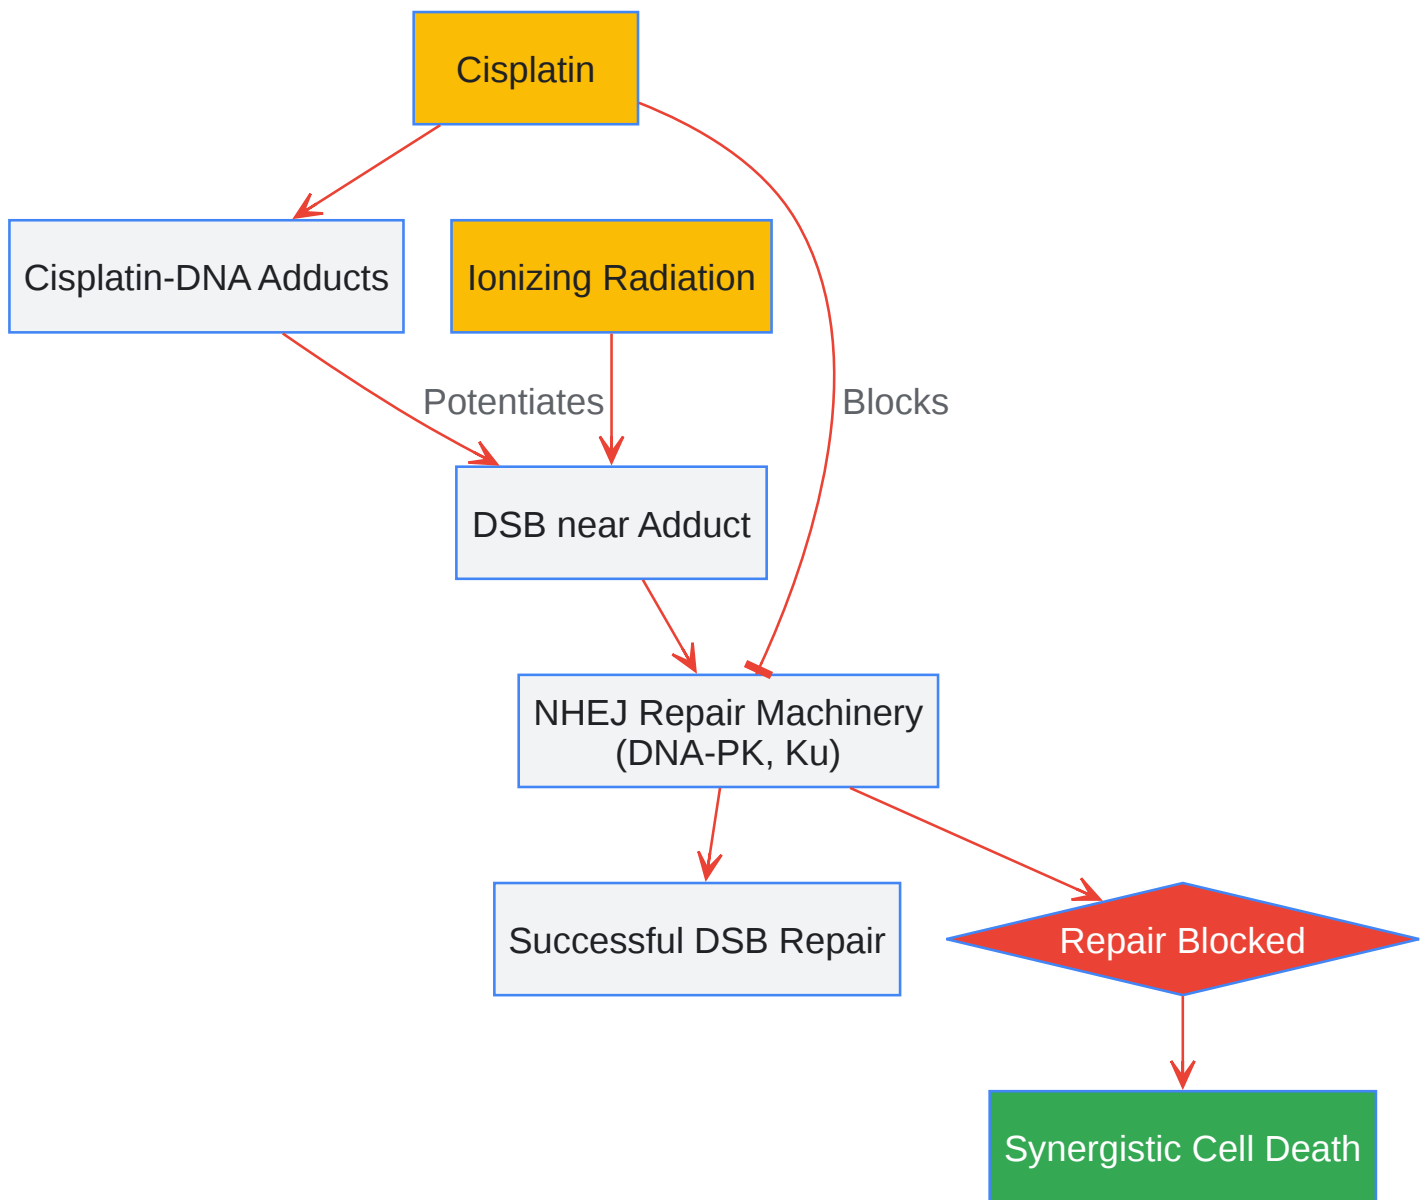 Cisplatin
Cisplatin-DNA Adducts
Ionizing Radiation
Potentiates
Blocks
DSB near Adduct
NHEJ Repair Machinery
(DNA-PK, Ku)
Successful DSB Repair
Repair Blocked
Synergistic Cell Death